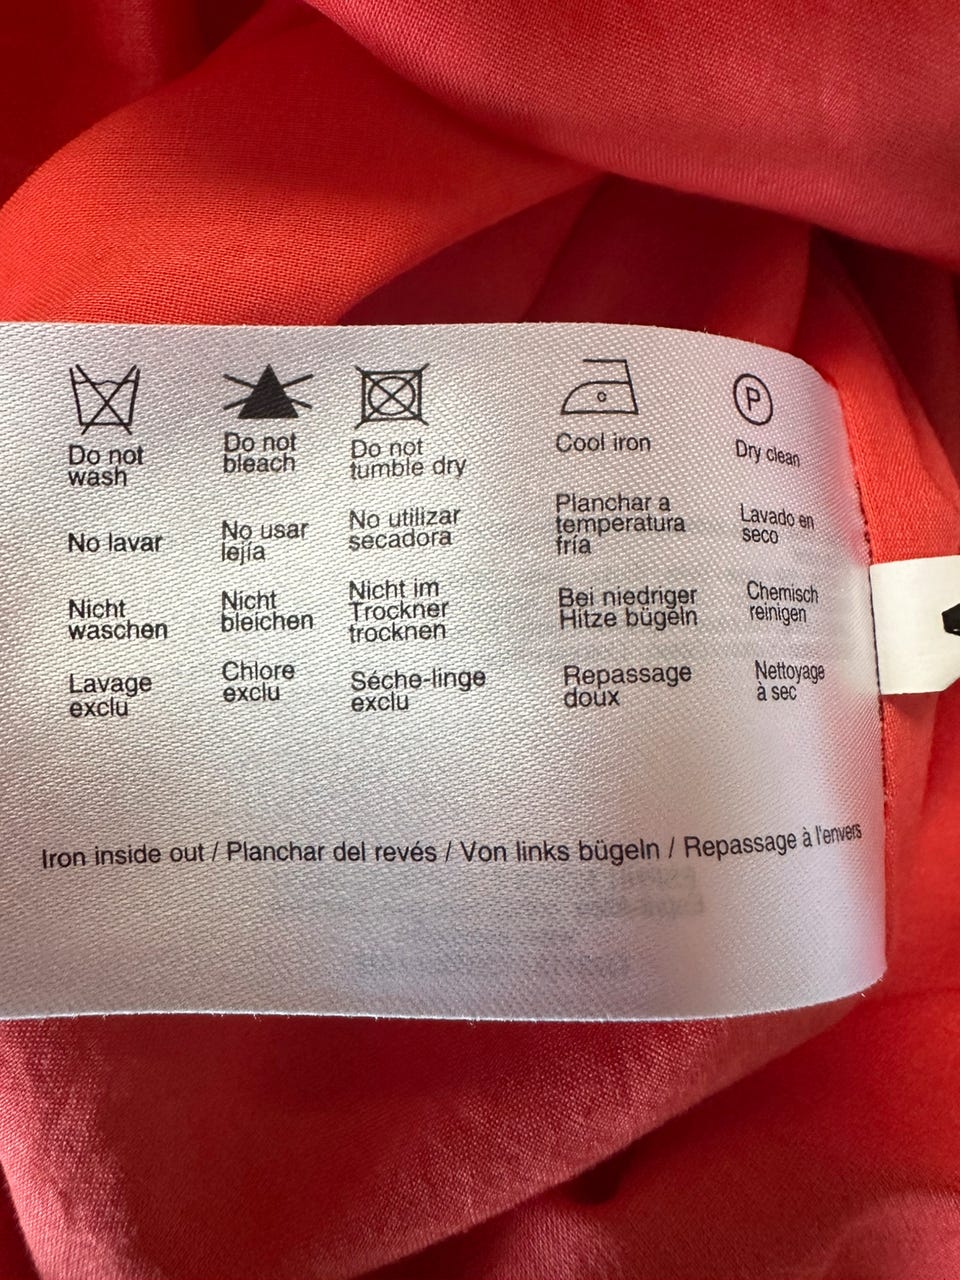 Do not
wash
Do not
bleach
Do not
tumble dry
Cool iron
P
Dry clean
No lavar
No usar
lejía
No utilizar
secadora
Planchar a
temperatura
fría
Lavado en
seco
Nicht
waschen
Nicht
bleichen
Nicht im
Trockner
trocknen
Bei niedriger
Hitze bügeln
Chemisch
reinigen
Lavage
exclu
Chlore
exclu
Séche-linge
exclu
Repassage
doux
Nettoyage
à sec
Iron inside out / Planchar del revés / Von links bügeln / Repassage à l'envers